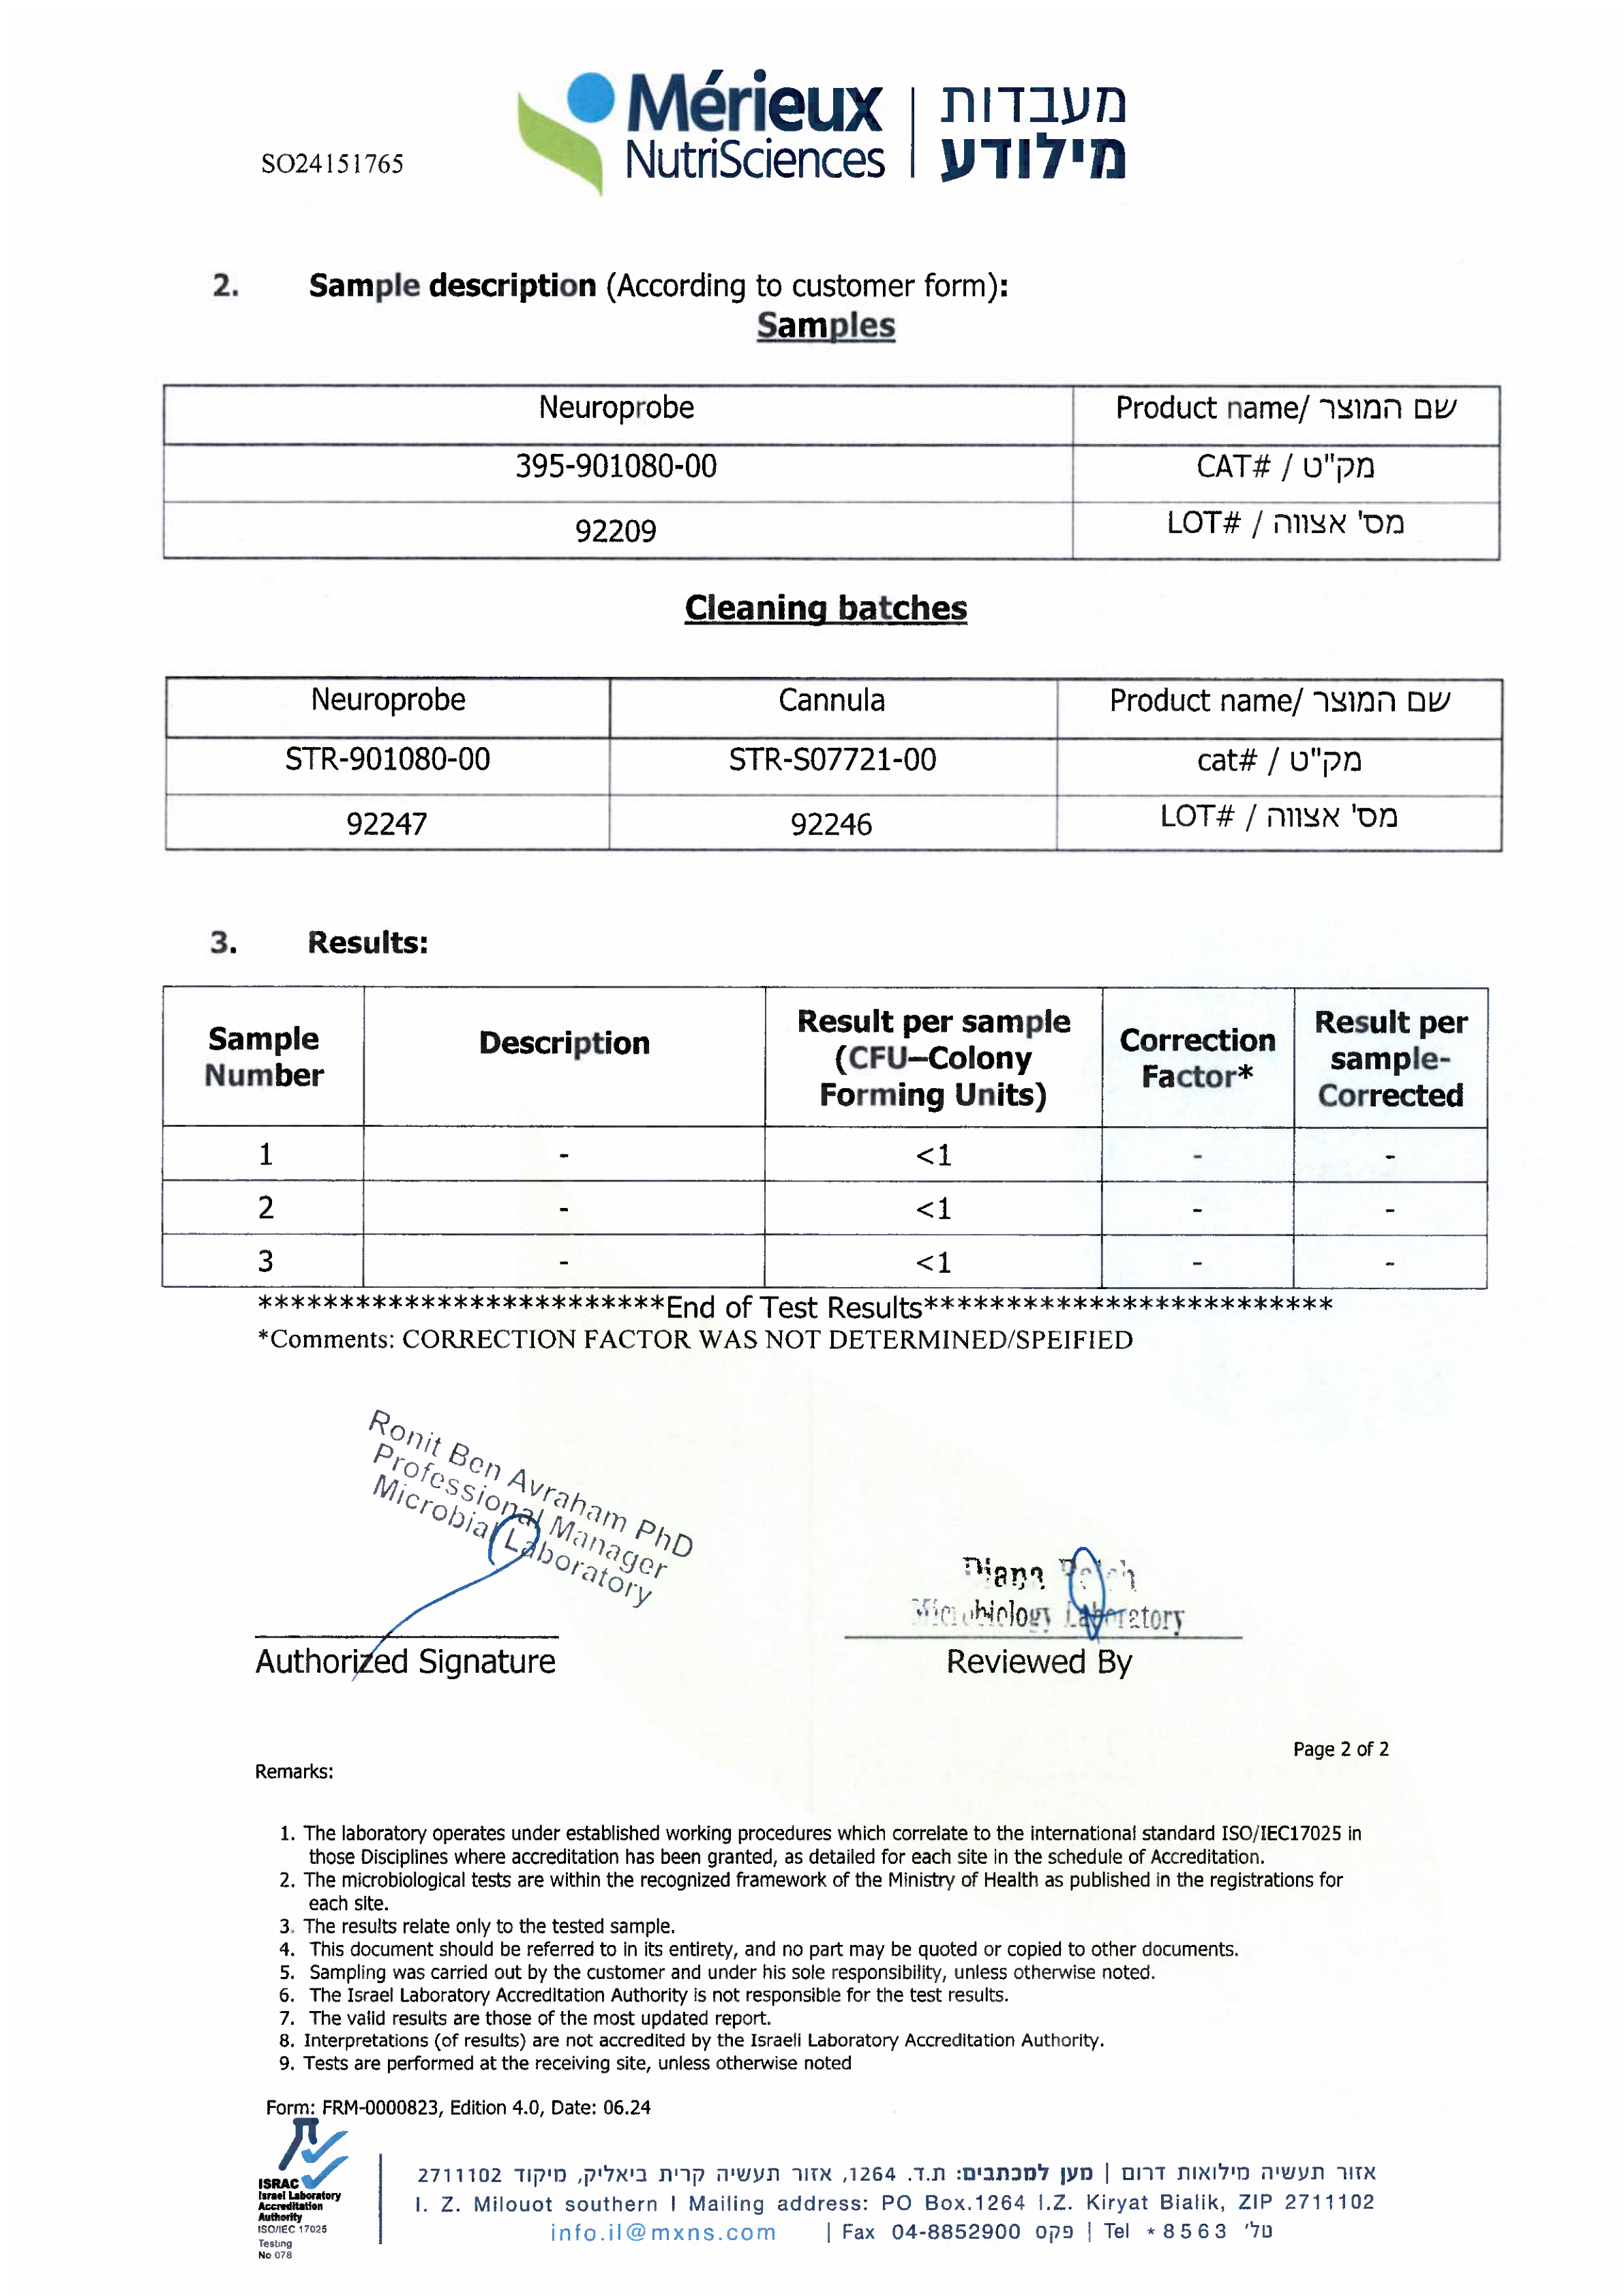 SO24151765
Mérieux NutriSciences
מעבדות מילודע
2. Sample description (According to customer form):
Samples
Neuroprobe Product name/ שם המוצר
395-901080-00 CAT# / מק"ט
92209 LOT# / מס' אצווה
Cleaning batches
Neuroprobe Cannula Product name/ שם המוצר
STR-901080-00 STR-S07721-00 cat# / מק"ט
92247 92246 LOT# / מס' אצווה
3. Results:
Sample Number Description Result per sample (CFU–Colony Forming Units) Correction Factor* Result per sample-Corrected
1 - <1 - -
2 - <1 - -
3 - <1 - -
*************************End of Test Results*************************
*Comments: CORRECTION FACTOR WAS NOT DETERMINED/SPEIFIED
Ronit Ben Avraham PhD
Professional Manager
Microbial Laboratory
Diana
Microbiology Laboratory
Authorized Signature Reviewed By
Page 2 of 2
Remarks:
1. The laboratory operates under established working procedures which correlate to the international standard ISO/IEC17025 in
those Disciplines where accreditation has been granted, as detailed for each site in the schedule of Accreditation.
2. The microbiological tests are within the recognized framework of the Ministry of Health as published in the registrations for
each site.
3. The results relate only to the tested sample.
4. This document should be referred to in its entirety, and no part may be quoted or copied to other documents.
5. Sampling was carried out by the customer and under his sole responsibility, unless otherwise noted.
6. The Israel Laboratory Accreditation Authority is not responsible for the test results.
7. The valid results are those of the most updated report.
8. Interpretations (of results) are not accredited by the Israeli Laboratory Accreditation Authority.
9. Tests are performed at the receiving site, unless otherwise noted
Form: FRM-0000823, Edition 4.0, Date: 06.24
ISRAC
Israel Laboratory
Accreditation
Authority
ISO/IEC 17025
Testing
No 078
אזור תעשיה מילואות דרום | מען למכתבים: ת.ד. 1264, אזור תעשיה קרית ביאליק, מיקוד 2711102
I. Z. Milouot southern I Mailing address: PO Box.1264 I.Z. Kiryat Bialik, ZIP 2711102
info.il@mxns.com | Fax 04-8852900 פקס | Tel *8563 טל'